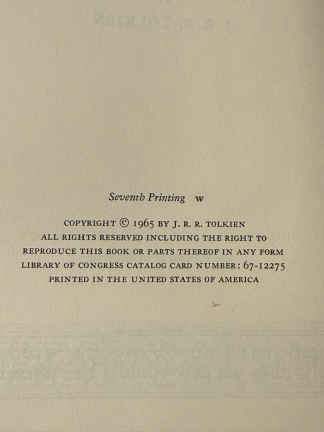 Seventh Printing W
COPYRIGHT © 1965 BY J. R. R. TOLKIEN
ALL RIGHTS RESERVED INCLUDING THE RIGHT TO
REPRODUCE THIS BOOK OR PARTS THEREOF IN ANY FORM
LIBRARY OF CONGRESS CATALOG CARD NUMBER: 67-12275
PRINTED IN THE UNITED STATES OF AMERICA